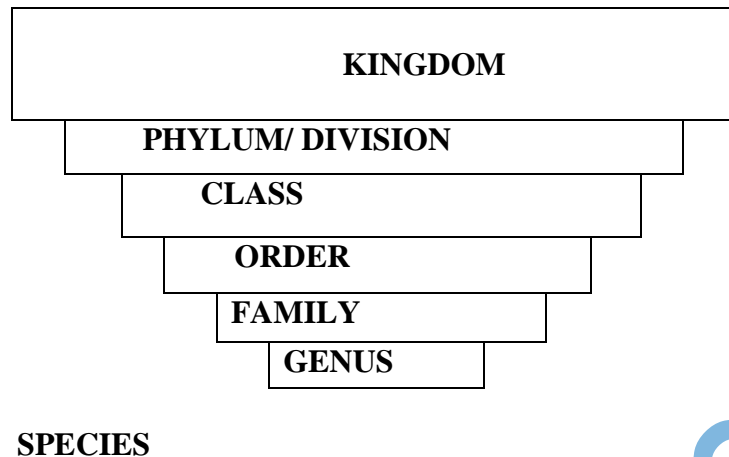 KINGDOM
PHYLUM/ DIVISION
CLASS
ORDER
FAMILY
GENUS
SPECIES